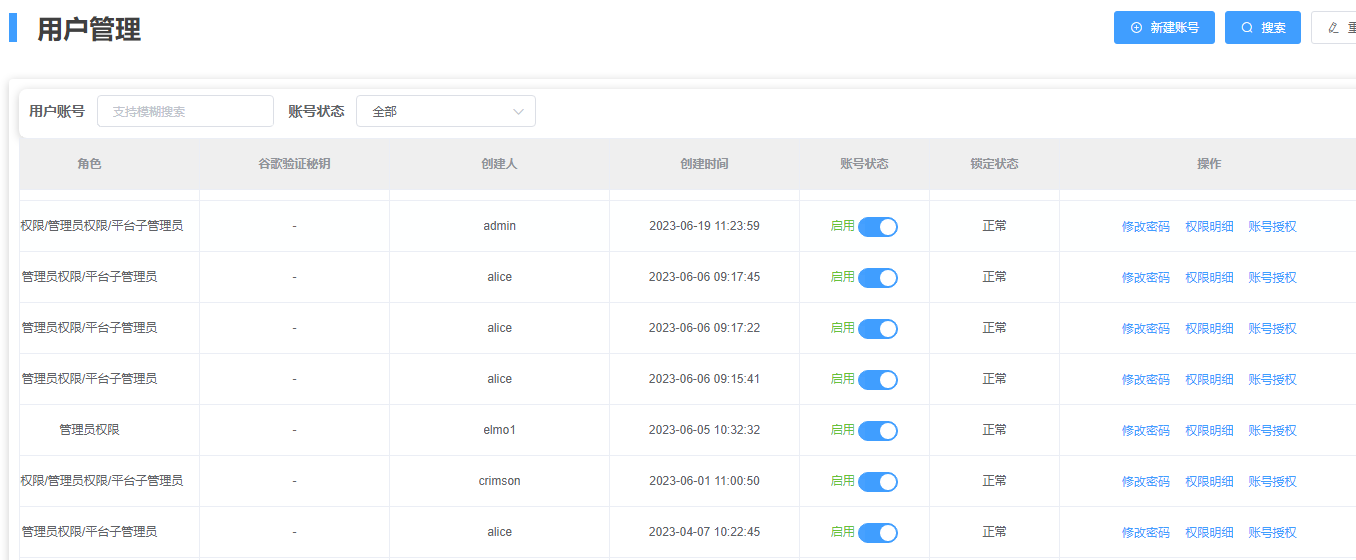 用户管理
新建账号 搜索
用户账号 支持模糊搜索 账号状态 全部
角色 谷歌验证秘钥 创建人 创建时间 账号状态 锁定状态 操作
权限/管理员权限/平台子管理员 - admin 2023-06-19 11:23:59 启用 正常 修改密码 权限明细 账号授权
管理员权限/平台子管理员 - alice 2023-06-06 09:17:45 启用 正常 修改密码 权限明细 账号授权
管理员权限/平台子管理员 - alice 2023-06-06 09:17:22 启用 正常 修改密码 权限明细 账号授权
管理员权限/平台子管理员 - alice 2023-06-06 09:15:41 启用 正常 修改密码 权限明细 账号授权
管理员权限 - elmo1 2023-06-05 10:32:32 启用 正常 修改密码 权限明细 账号授权
权限/管理员权限/平台子管理员 - crimson 2023-06-01 11:00:50 启用 正常 修改密码 权限明细 账号授权
管理员权限/平台子管理员 - alice 2023-04-07 10:22:45 启用 正常 修改密码 权限明细 账号授权